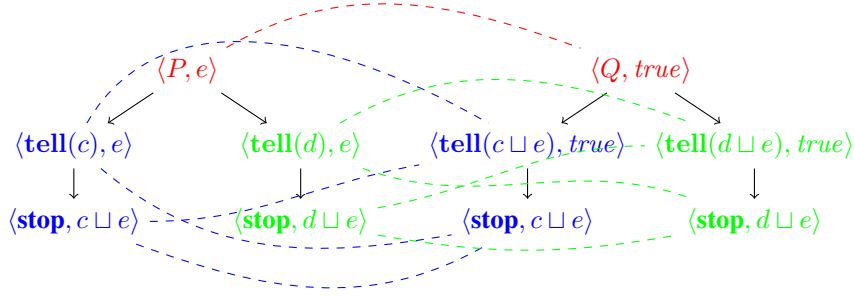 ⟨P, e⟩ ⟨Q, true⟩
⟨tell(c), e⟩ ⟨tell(d), e⟩ ⟨tell(c ⊔ e), true⟩ ⟨tell(d ⊔ e), true⟩
⟨stop, c ⊔ e⟩ ⟨stop, d ⊔ e⟩ ⟨stop, c ⊔ e⟩ ⟨stop, d ⊔ e⟩